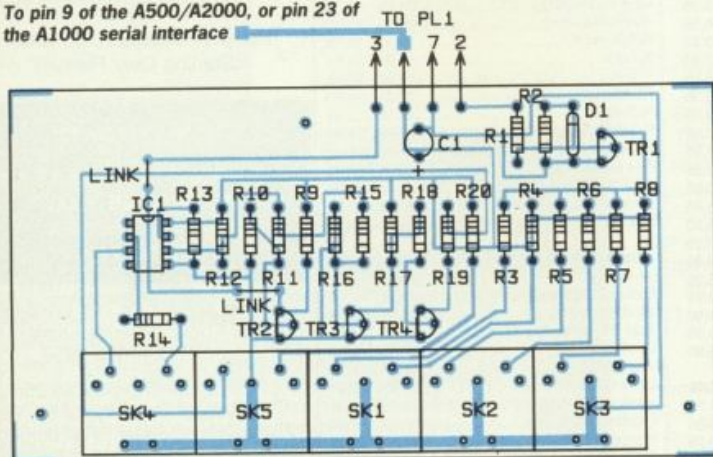 To pin 9 of the A500/A2000, or pin 23 of
the A1000 serial interface
TO PL1
3 7 2
R2
D1
R1
C1
TR1
+
LINK
R13 R10 R9 R15 R18 R20 R4 R6 R8
IC1
R12 R11 R16 R17 R19 R3 R5 R7
LINK
TR2 TR3 TR4
R14
SK4 SK5 SK1 SK2 SK3